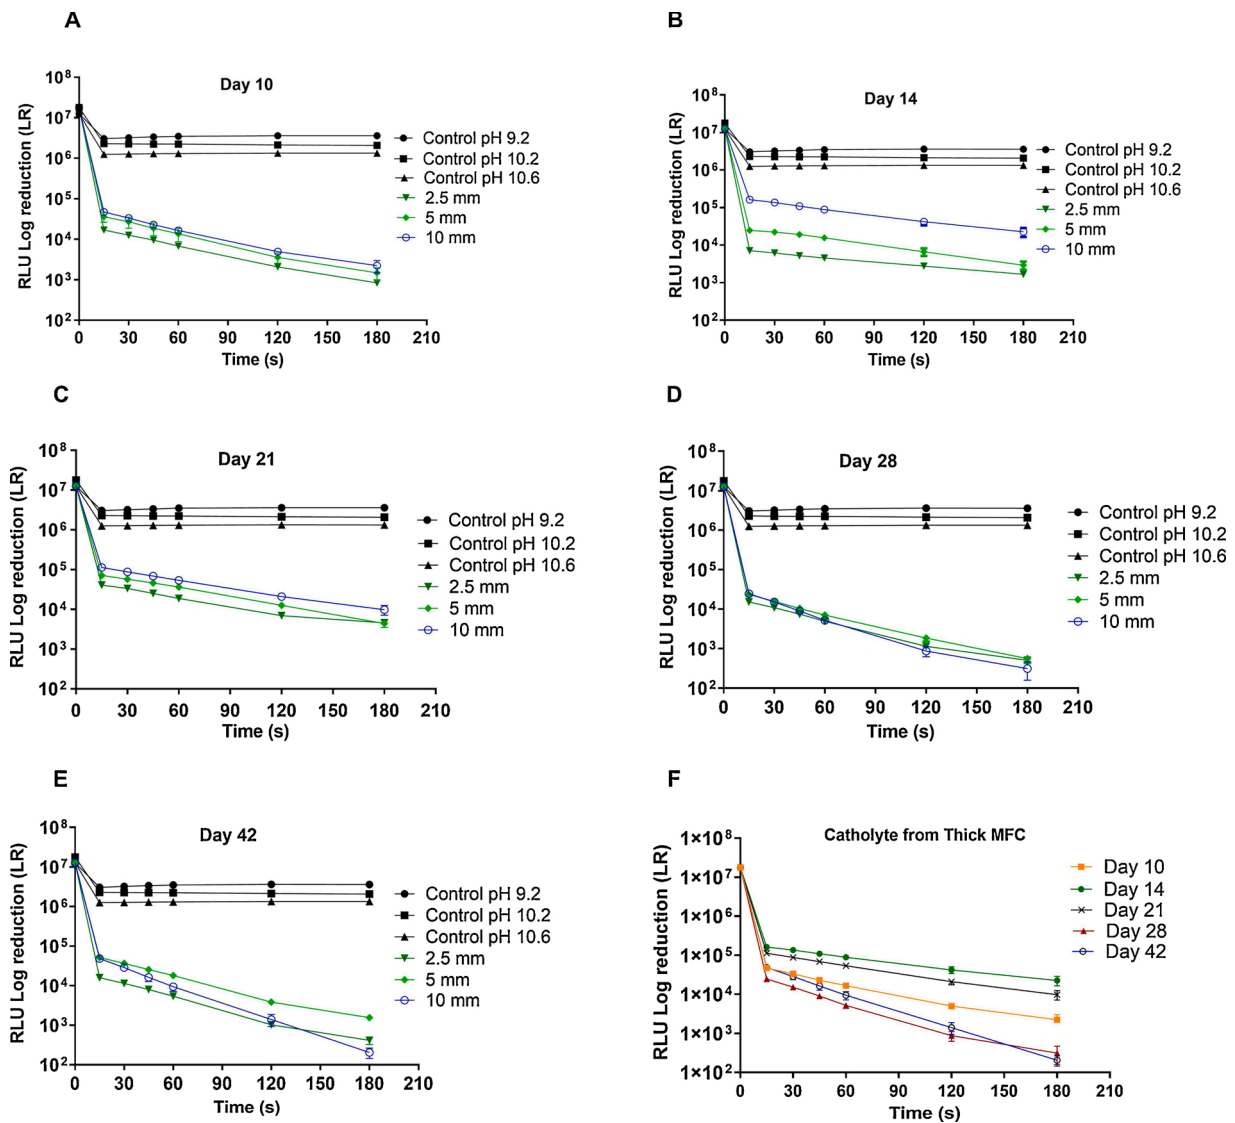 A
Day 10
RLU Log reduction (LR)
10⁸
10⁷
10⁶
10⁵
10⁴
10³
10²
0 30 60 90 120 150 180 210
Time (s)
Control pH 9.2
Control pH 10.2
Control pH 10.6
2.5 mm
5 mm
10 mm
B
Day 14
RLU Log reduction (LR)
10⁸
10⁷
10⁶
10⁵
10⁴
10³
10²
0 30 60 90 120 150 180 210
Time (s)
Control pH 9.2
Control pH 10.2
Control pH 10.6
2.5 mm
5 mm
10 mm
C
Day 21
RLU Log reduction (LR)
10⁸
10⁷
10⁶
10⁵
10⁴
10³
10²
0 30 60 90 120 150 180 210
Time (s)
Control pH 9.2
Control pH 10.2
Control pH 10.6
2.5 mm
5 mm
10 mm
D
Day 28
RLU Log reduction (LR)
10⁸
10⁷
10⁶
10⁵
10⁴
10³
10²
0 30 60 90 120 150 180 210
Time (s)
Control pH 9.2
Control pH 10.2
Control pH 10.6
2.5 mm
5 mm
10 mm
E
Day 42
RLU Log reduction (LR)
10⁸
10⁷
10⁶
10⁵
10⁴
10³
10²
0 30 60 90 120 150 180 210
Time (s)
Control pH 9.2
Control pH 10.2
Control pH 10.6
2.5 mm
5 mm
10 mm
F
Catholyte from Thick MFC
RLU Log reduction (LR)
1×10⁸
1×10⁷
1×10⁶
1×10⁵
1×10⁴
1×10³
1×10²
0 30 60 90 120 150 180 210
Time (s)
Day 10
Day 14
Day 21
Day 28
Day 42